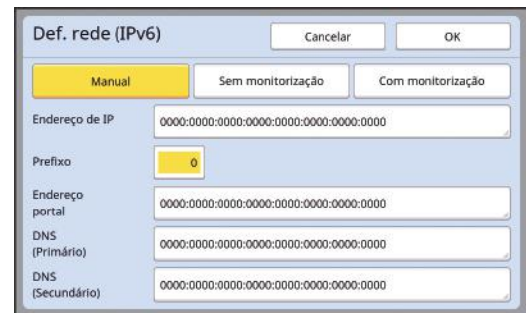 Def. rede (IPv6)
Cancelar
OK
Manual
Sem monitorização
Com monitorização
Endereço de IP
0000:0000:0000:0000:0000:0000:0000:0000
Prefixo
0
Endereço
portal
0000:0000:0000:0000:0000:0000:0000:0000
DNS
(Primário)
0000:0000:0000:0000:0000:0000:0000:0000
DNS
(Secundário)
0000:0000:0000:0000:0000:0000:0000:0000